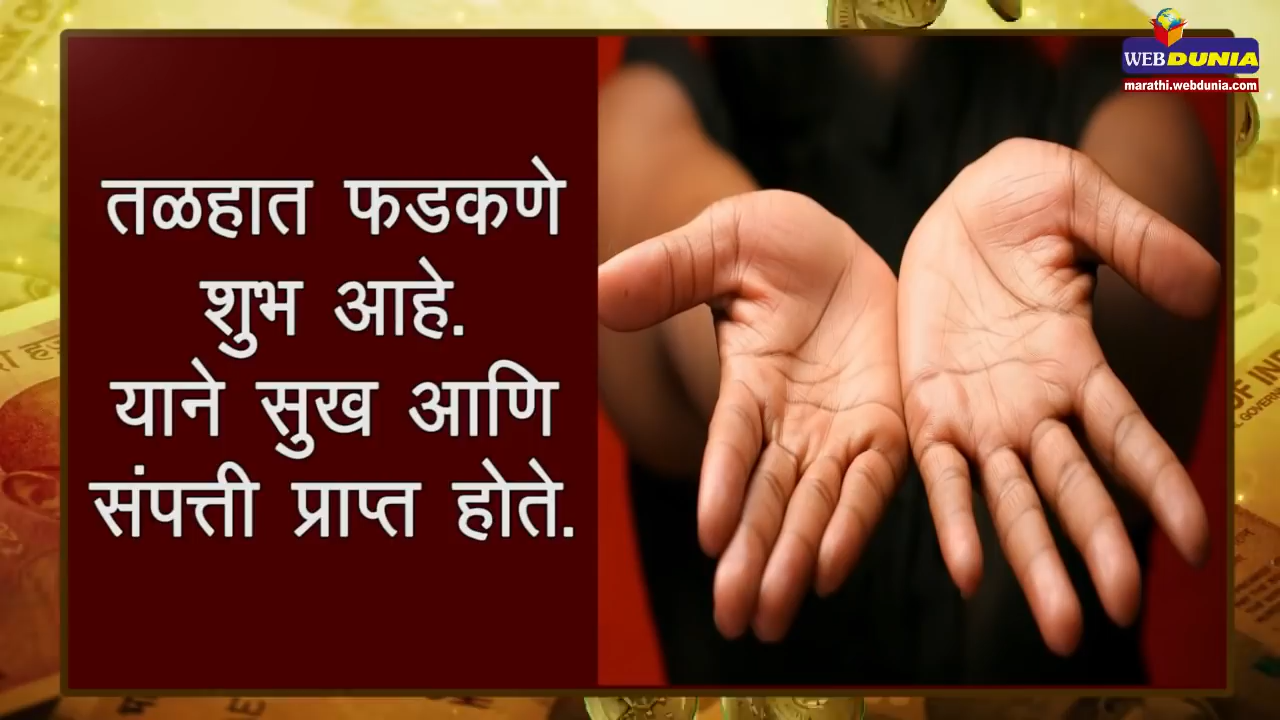 WEBDUNIA
marathi.webdunia.com
तळहात फडकणे
शुभ आहे.
याने सुख आणि
संपत्ती प्राप्त होते.